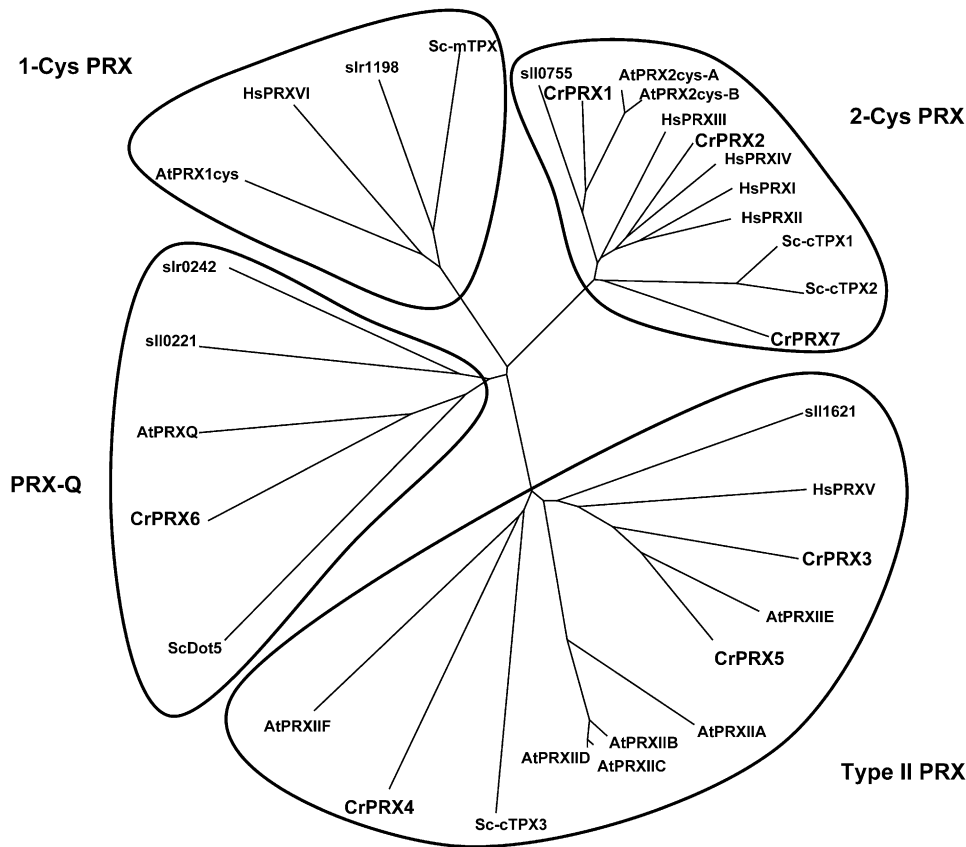 1-Cys PRX
Sc-mTPX
slr1198
HsPRXVI
AtPRX1cys
2-Cys PRX
sll0755
CrPRX1
AtPRX2cys-A
AtPRX2cys-B
HsPRXIII
CrPRX2
HsPRXIV
HsPRXI
HsPRXII
Sc-cTPX1
Sc-cTPX2
CrPRX7
PRX-Q
slr0242
sll0221
AtPRXQ
CrPRX6
ScDot5
sll1621
HsPRXV
CrPRX3
AtPRXIIE
CrPRX5
AtPRXIIA
AtPRXIIB
AtPRXIIC
AtPRXIID
Sc-cTPX3
CrPRX4
AtPRXIIF
Type II PRX